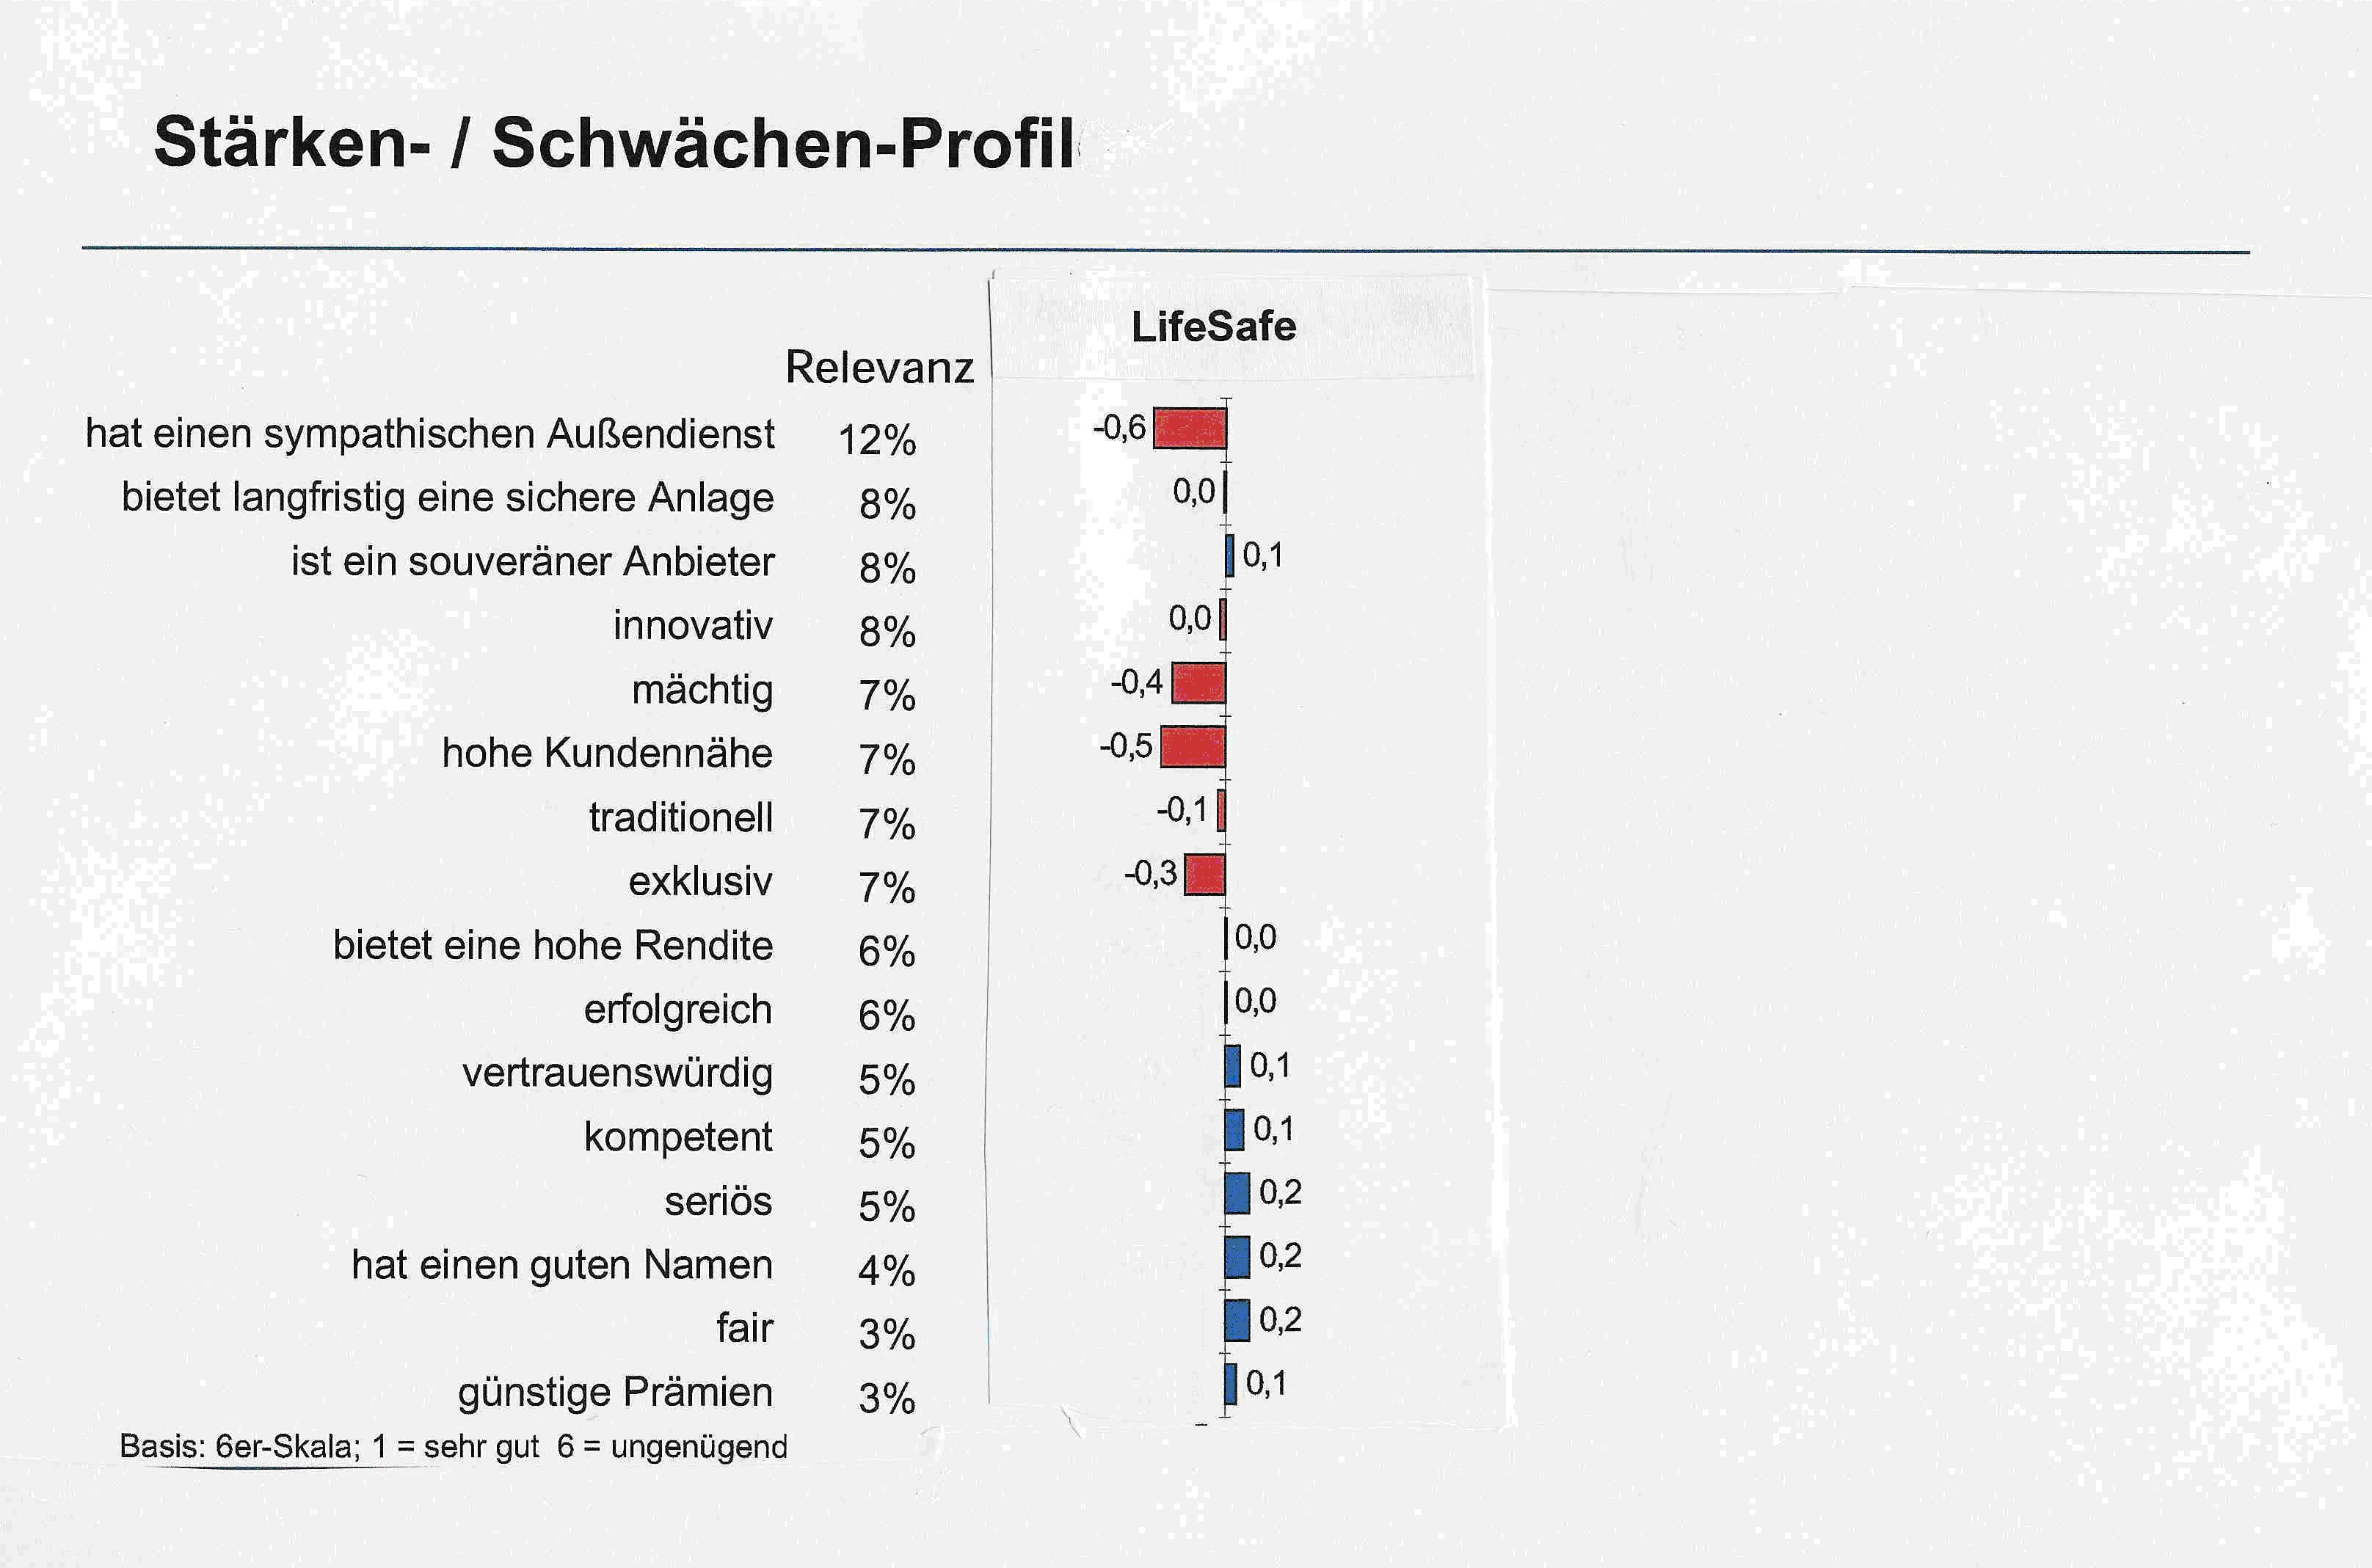 Stärken- / Schwächen-Profil
LifeSafe
Relevanz
hat einen sympathischen Außendienst 12% -0,6
bietet langfristig eine sichere Anlage 8% 0,0
ist ein souveräner Anbieter 8% 0,1
innovativ 8% 0,0
mächtig 7% -0,4
hohe Kundennähe 7% -0,5
traditionell 7% -0,1
exklusiv 7% -0,3
bietet eine hohe Rendite 6% 0,0
erfolgreich 6% 0,0
vertrauenswürdig 5% 0,1
kompetent 5% 0,1
seriös 5% 0,2
hat einen guten Namen 4% 0,2
fair 3% 0,2
günstige Prämien 3% 0,1
Basis: 6er-Skala; 1 = sehr gut 6 = ungenügend